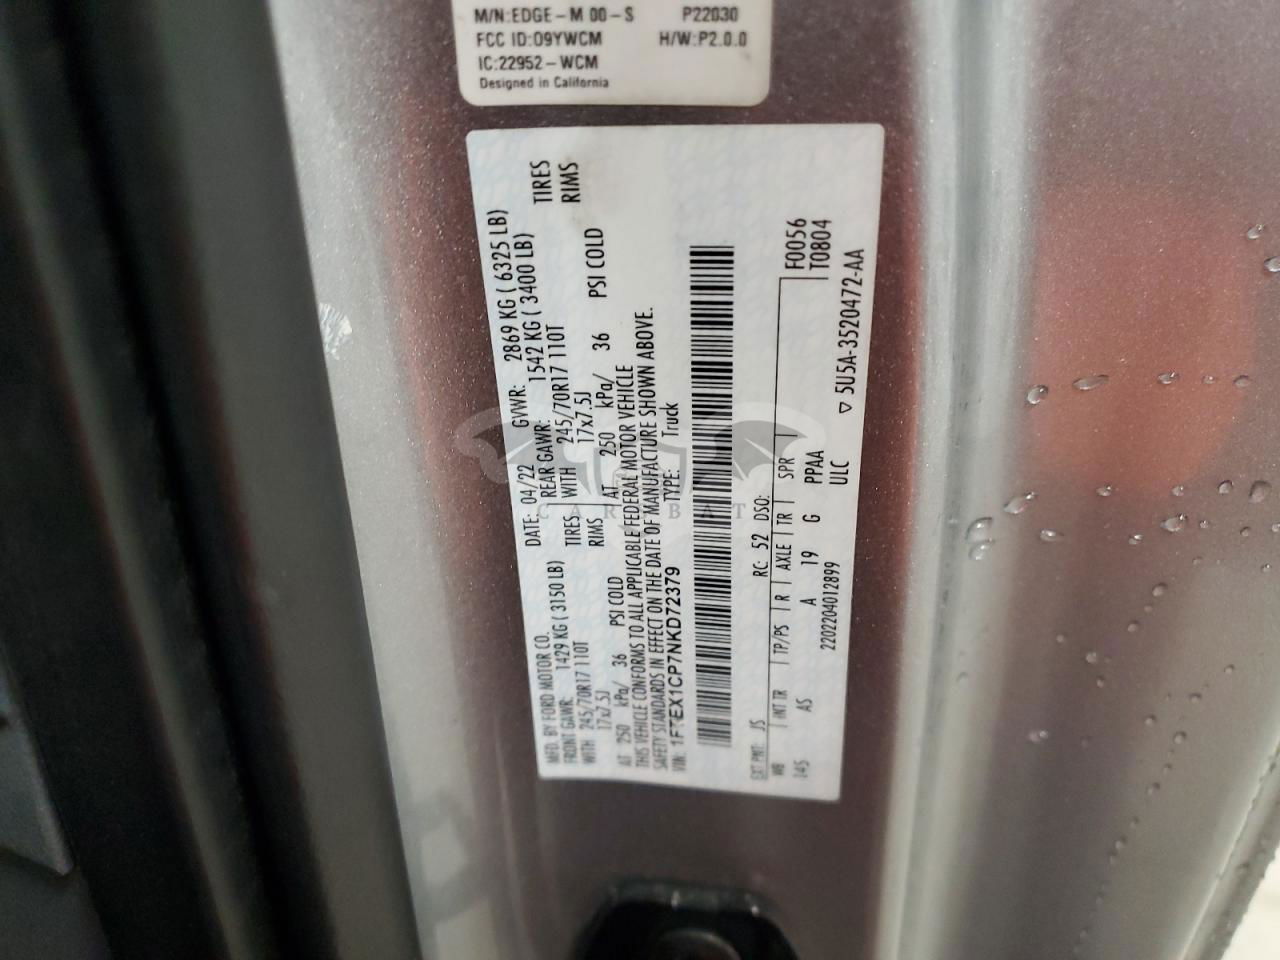 M/N:EDGE-M 00-S P22030
FCC ID:O9YWCM H/W:P2.0.0
IC:22952-WCM
Designed in California
MFD. BY FORD MOTOR CO. DATE: 04/22 GVWR: 2869 KG ( 6325 LB)
FRONT GAWR: 1429 KG ( 3150 LB) REAR GAWR: 1542 KG ( 3400 LB)
WITH 245/70R17 110T TIRES WITH 245/70R17 110T TIRES
17x7.5J RIMS 17x7.5J RIMS
AT 250 kPa/ 36 PSI COLD AT 250 kPa/ 36 PSI COLD
THIS VEHICLE CONFORMS TO ALL APPLICABLE FEDERAL MOTOR VEHICLE
SAFETY STANDARDS IN EFFECT ON THE DATE OF MANUFACTURE SHOWN ABOVE.
VIN: 1FTEX1CP7NKD72379 TYPE: Truck
EXT PNT: JS RC: 52 DSO: F0056
WB INT TR TP/PS R AXLE TR SPR T0804
145 AS A 19 G PPAA
ULC
2202204012899 ▽ 5U5A-3520472-AA
CAR BAT